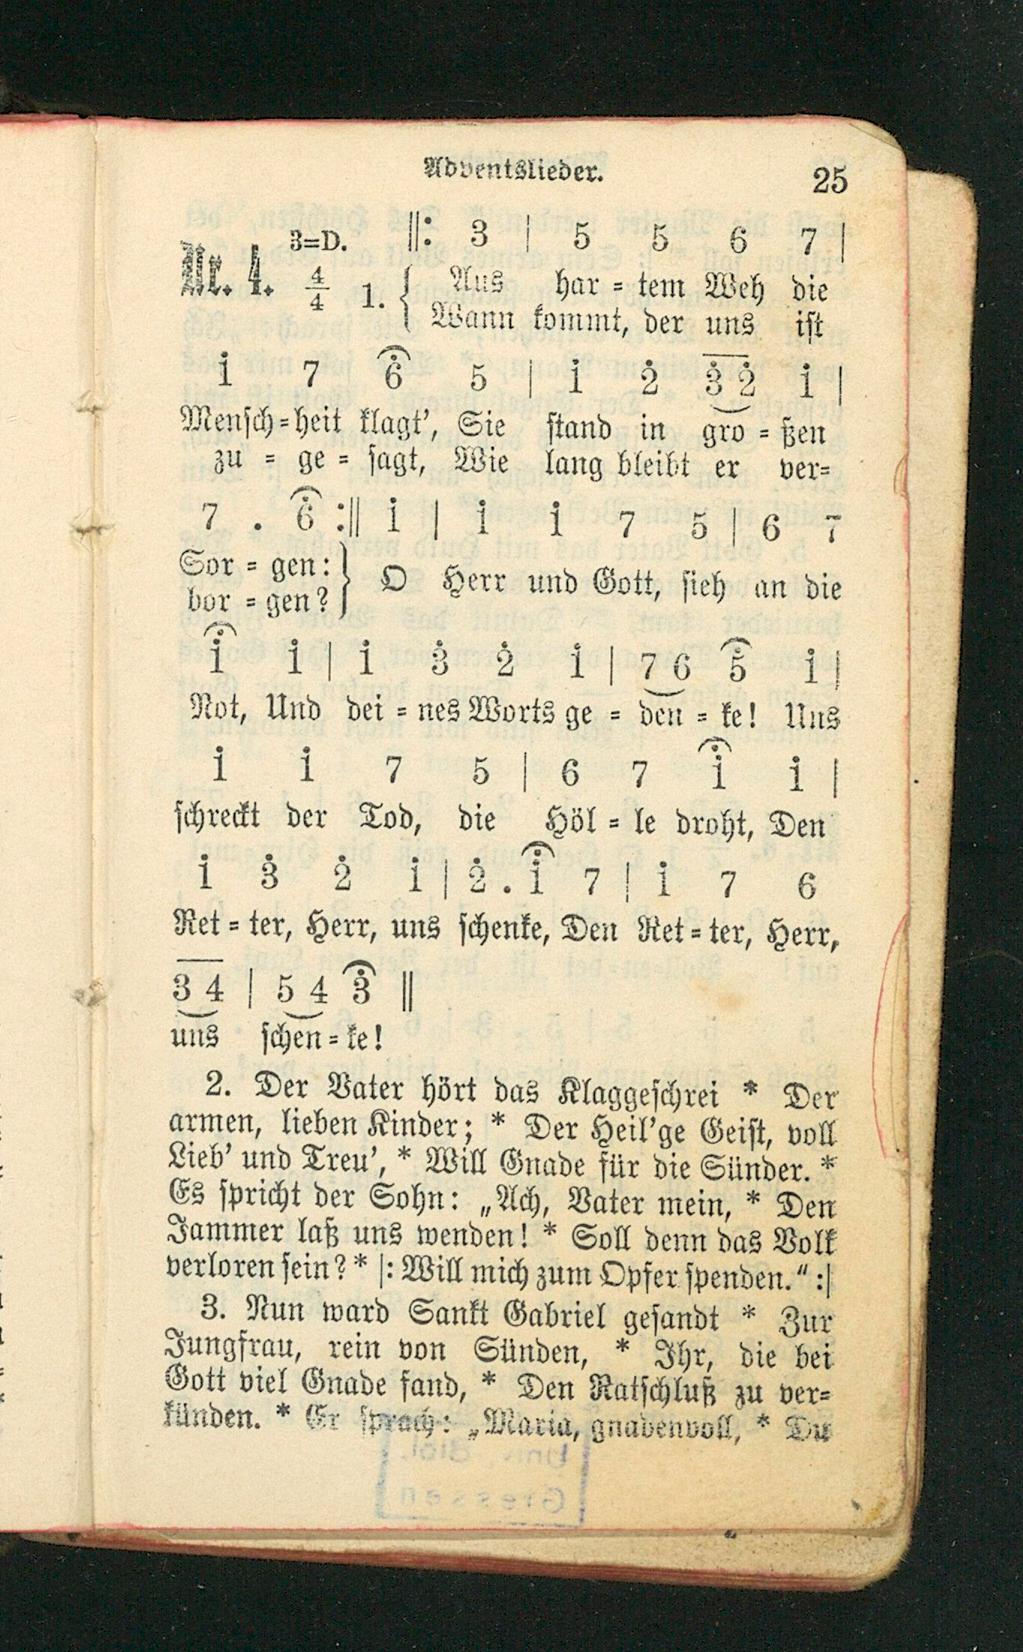 Adventslieder. 25
3=D. ‖: 3 | 5 5 6 7 |
Nr. 4. 4/4 1. { Aus har = tem Weh die
Wann kommt, der uns ist
1̇ 7 6̇ 5 | 1̇ 2̇ 3̇ 2̇ 1̇ |
Mensch=heit klagt', Sie stand in gro = ßen
zu = ge = sagt, Wie lang bleibt er ver=
7 . 6̇ :‖ 1̇ | 1̇ 1̇ 7 5 | 6 7
Sor = gen: } O Herr und Gott, sieh an die
bor = gen?
1̇ 1̇ | 1̇ 3̇ 2̇ 1̇ | 7 6 5 1̇ |
Not, Und dei = nes Worts ge = den = ke! Uns
1̇ 1̇ 7 5 | 6 7 1̇ 1̇ |
schreckt der Tod, die Höl = le droht, Den
1̇ 3̇ 2̇ 1̇ | 2̇ . 1̇ 7 | 1̇ 7 6
Ret = ter, Herr, uns schenke, Den Ret = ter, Herr,
3 4 | 5 4 3 ‖
uns schen = ke!
2. Der Vater hört das Klaggeschrei * Der
armen, lieben Kinder; * Der Heil'ge Geist, voll
Lieb' und Treu', * Will Gnade für die Sünder. *
Es spricht der Sohn: „Ach, Vater mein, * Den
Jammer laß uns wenden! * Soll denn das Volk
verloren sein? * |: Will mich zum Opfer spenden." :|
3. Nun ward Sankt Gabriel gesandt * Zur
Jungfrau, rein von Sünden, * Ihr, die bei
Gott viel Gnade fand, * Den Ratschluß zu ver=
künden. * Er sprach: „Maria, gnadenvoll, * Du
Univ. Bibl.
Giessen